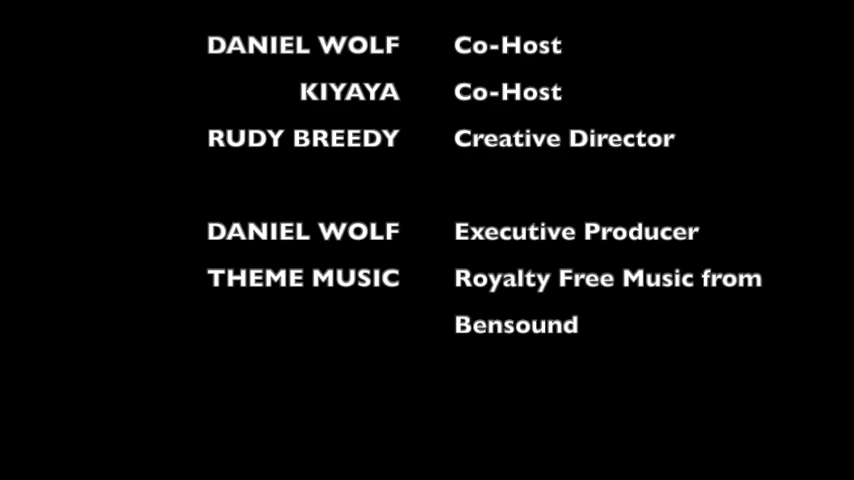 DANIEL WOLF Co-Host
KIYAYA Co-Host
RUDY BREEDY Creative Director
DANIEL WOLF Executive Producer
THEME MUSIC Royalty Free Music from
Bensound